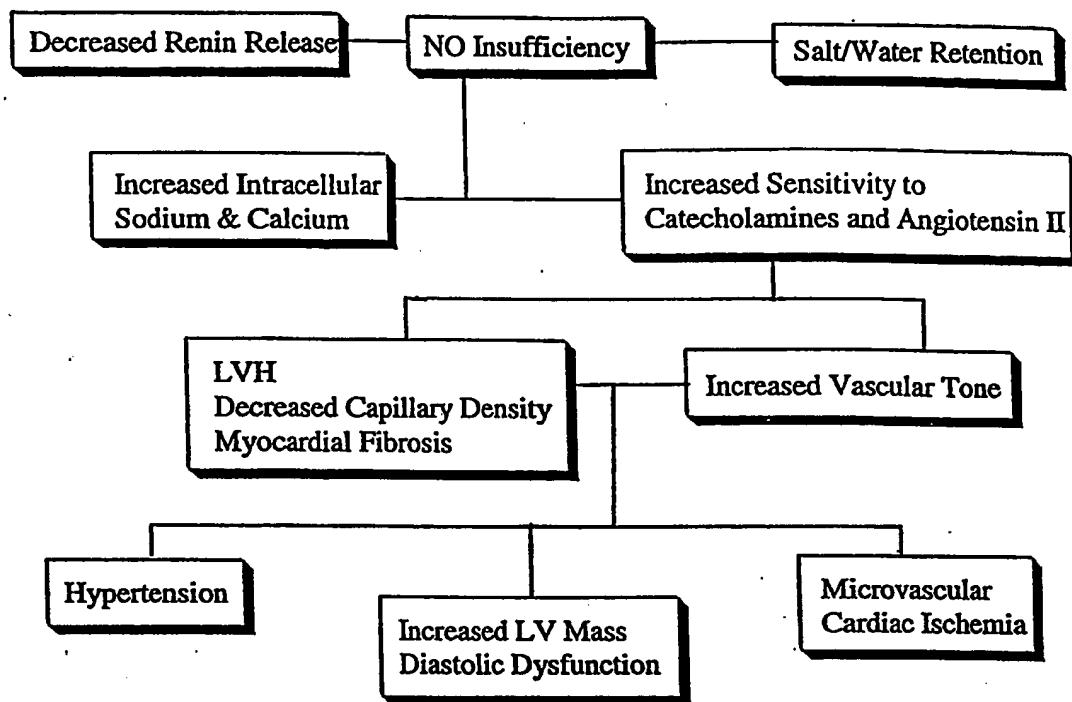 Decreased Renin Release
NO Insufficiency
Salt/Water Retention
Increased Intracellular
Sodium & Calcium
Increased Sensitivity to
Catecholamines and Angiotensin II
LVH
Decreased Capillary Density
Myocardial Fibrosis
Increased Vascular Tone
Hypertension
Increased LV Mass
Diastolic Dysfunction
Microvascular
Cardiac Ischemia